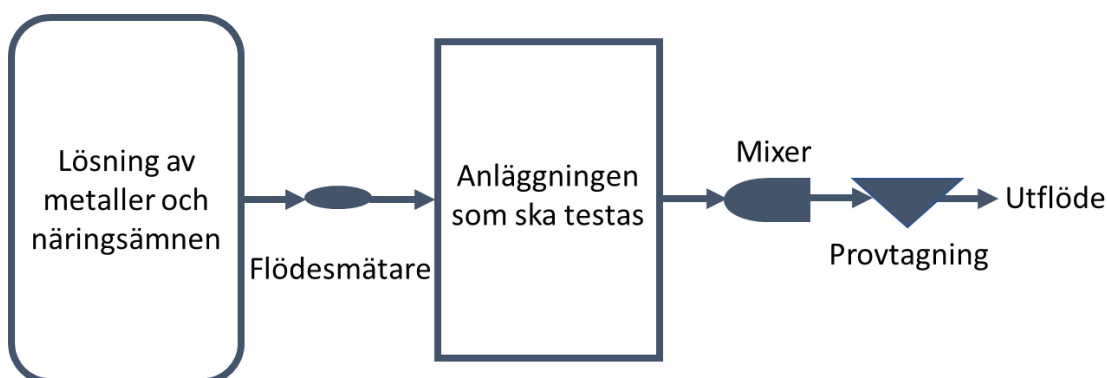 Lösning av
metaller och
näringsämnen
Flödesmätare
Anläggningen
som ska testas
Mixer
Provtagning
Utflöde